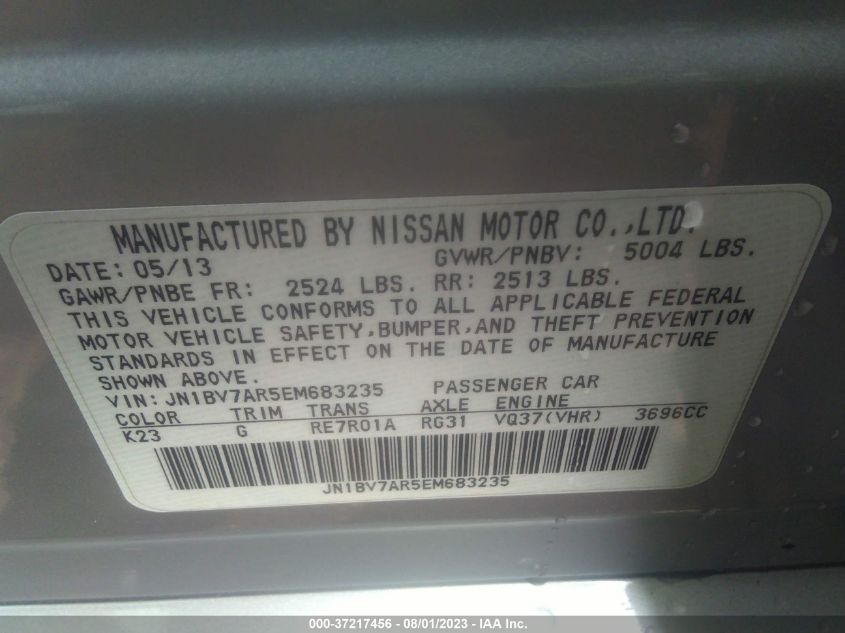 MANUFACTURED BY NISSAN MOTOR CO.,LTD.
DATE: 05/13 GVWR/PNBV: 5004 LBS.
GAWR/PNBE FR: 2524 LBS. RR: 2513 LBS.
THIS VEHICLE CONFORMS TO ALL APPLICABLE FEDERAL
MOTOR VEHICLE SAFETY,BUMPER,AND THEFT PREVENTION
STANDARDS IN EFFECT ON THE DATE OF MANUFACTURE
SHOWN ABOVE.
VIN: JN1BV7AR5EM683235 PASSENGER CAR
COLOR TRIM TRANS AXLE ENGINE
K23 G RE7R01A RG31 VQ37(VHR) 3696CC
JN1BV7AR5EM683235
000-37217456 - 08/01/2023 - IAA Inc.